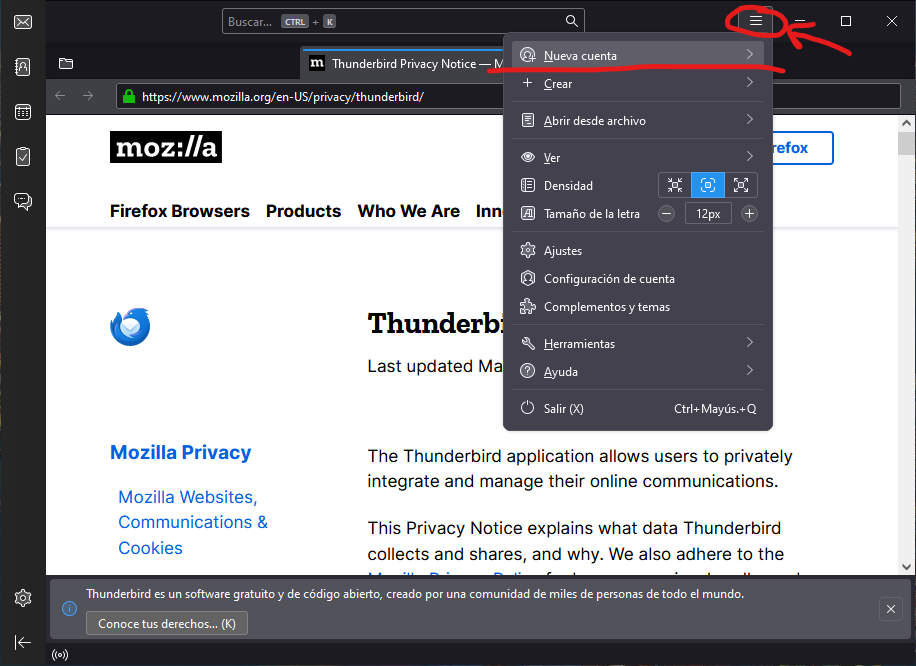 Buscar... CTRL + K
Thunderbird Privacy Notice — M
https://www.mozilla.org/en-US/privacy/thunderbird/
moz://a
refox
Firefox Browsers Products Who We Are Inn
Nueva cuenta
Crear
Abrir desde archivo
Ver
Densidad
Tamaño de la letra 12px
Ajustes
Configuración de cuenta
Complementos y temas
Herramientas
Ayuda
Salir (X) Ctrl+Mayús.+Q
Last updated Ma
Mozilla Privacy
Mozilla Websites,
Communications &
Cookies
The Thunderbird application allows users to privately
integrate and manage their online communications.
This Privacy Notice explains what data Thunderbird
collects and shares, and why. We also adhere to the
Thunderbird es un software gratuito y de código abierto, creado por una comunidad de miles de personas de todo el mundo.
Conoce tus derechos... (K)